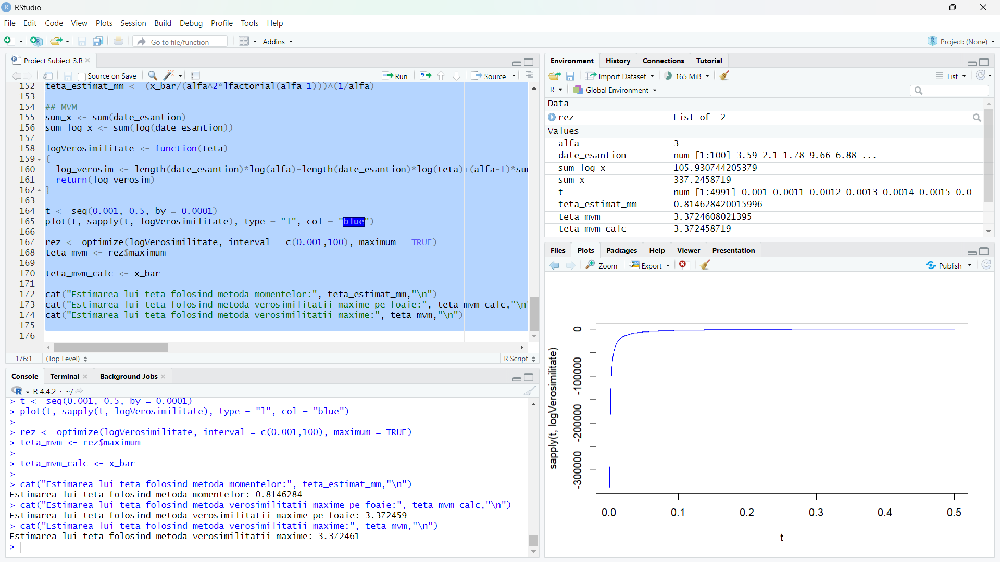 RStudio
File Edit Code View Plots Session Build Debug Profile Tools Help
Go to file/function
Addins
Project: (None)
Project Subiect 3.R
Source on Save
Run
Source
152 teta_estimat_mm <- (x_bar/(alfa^2*lfactorial(alfa-1)))^(1/alfa)
153
154 ## MVM
155 sum_x <- sum(date_esantion)
156 sum_log_x <- sum(log(date_esantion))
157
158 logVerosimilitate <- function(teta)
159 {
160 log_verosim <- length(date_esantion)*log(alfa)-length(date_esantion)*log(teta)+(alfa-1)*sum
161 return(log_verosim)
162 }
163
164 t <- seq(0.001, 0.5, by = 0.0001)
165 plot(t, sapply(t, logVerosimilitate), type = "l", col = "blue")
166
167 rez <- optimize(logVerosimilitate, interval = c(0.001,100), maximum = TRUE)
168 teta_mvm <- rez$maximum
169
170 teta_mvm_calc <- x_bar
171
172 cat("Estimarea lui teta folosind metoda momentelor:", teta_estimat_mm,"\n")
173 cat("Estimarea lui teta folosind metoda verosimilitatii maxime pe foaie:", teta_mvm_calc,"\n"
174 cat("Estimarea lui teta folosind metoda verosimilitatii maxime:", teta_mvm,"\n")
175
176
176:1 (Top Level) R Script
Console Terminal Background Jobs
R 4.4.2 · ~/
> t <- seq(0.001, 0.5, by = 0.0001)
> plot(t, sapply(t, logVerosimilitate), type = "l", col = "blue")
>
> rez <- optimize(logVerosimilitate, interval = c(0.001,100), maximum = TRUE)
> teta_mvm <- rez$maximum
>
> teta_mvm_calc <- x_bar
>
> cat("Estimarea lui teta folosind metoda momentelor:", teta_estimat_mm,"\n")
Estimarea lui teta folosind metoda momentelor: 0.8146284
> cat("Estimarea lui teta folosind metoda verosimilitatii maxime pe foaie:", teta_mvm_calc,"\n")
Estimarea lui teta folosind metoda verosimilitatii maxime pe foaie: 3.372459
> cat("Estimarea lui teta folosind metoda verosimilitatii maxime:", teta_mvm,"\n")
Estimarea lui teta folosind metoda verosimilitatii maxime: 3.372461
>
Environment History Connections Tutorial
Import Dataset 165 MiB List
R Global Environment
Data
rez List of 2
Values
alfa 3
date_esantion num [1:100] 3.59 2.1 1.78 9.66 6.88 ...
sum_log_x 105.930744205379
sum_x 337.2458719
t num [1:4991] 0.001 0.0011 0.0012 0.0013 0.0014 0.0015 0.0...
teta_estimat_mm 0.814628420015996
teta_mvm 3.3724608021395
teta_mvm_calc 3.372458719
Files Plots Packages Help Viewer Presentation
Zoom Export Publish
sapply(t, logVerosimilitate)
0
-100000
-200000
-300000
0.0 0.1 0.2 0.3 0.4 0.5
t